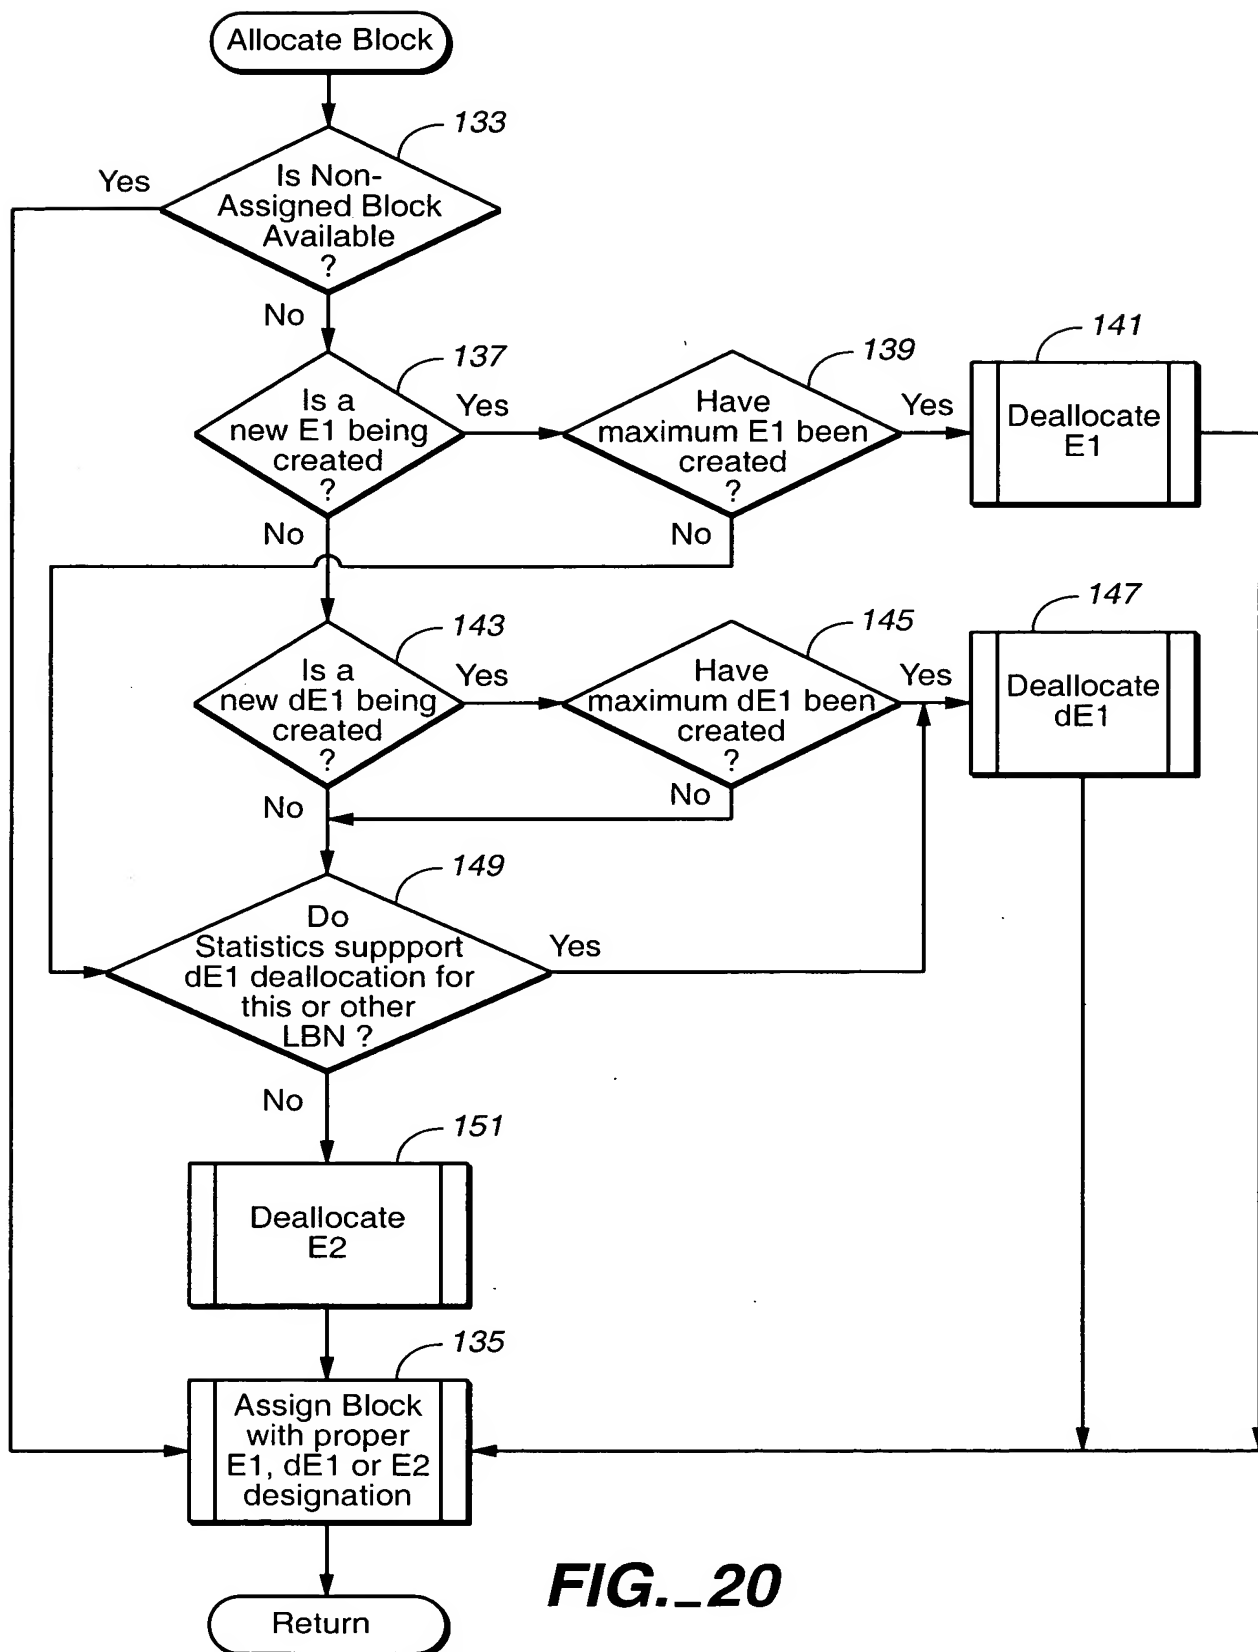 Allocate Block
133
Yes
Is Non-
Assigned Block
Available
?
No
137
Is a
new E1 being
created
?
Yes
139
Have
maximum E1 been
created
?
Yes
141
Deallocate
E1
No
No
143
Is a
new dE1 being
created
?
Yes
145
Have
maximum dE1 been
created
?
Yes
147
Deallocate
dE1
No
No
149
Do
Statistics suppport
dE1 deallocation for
this or other
LBN ?
Yes
No
151
Deallocate
E2
135
Assign Block
with proper
E1, dE1 or E2
designation
Return
FIG._20